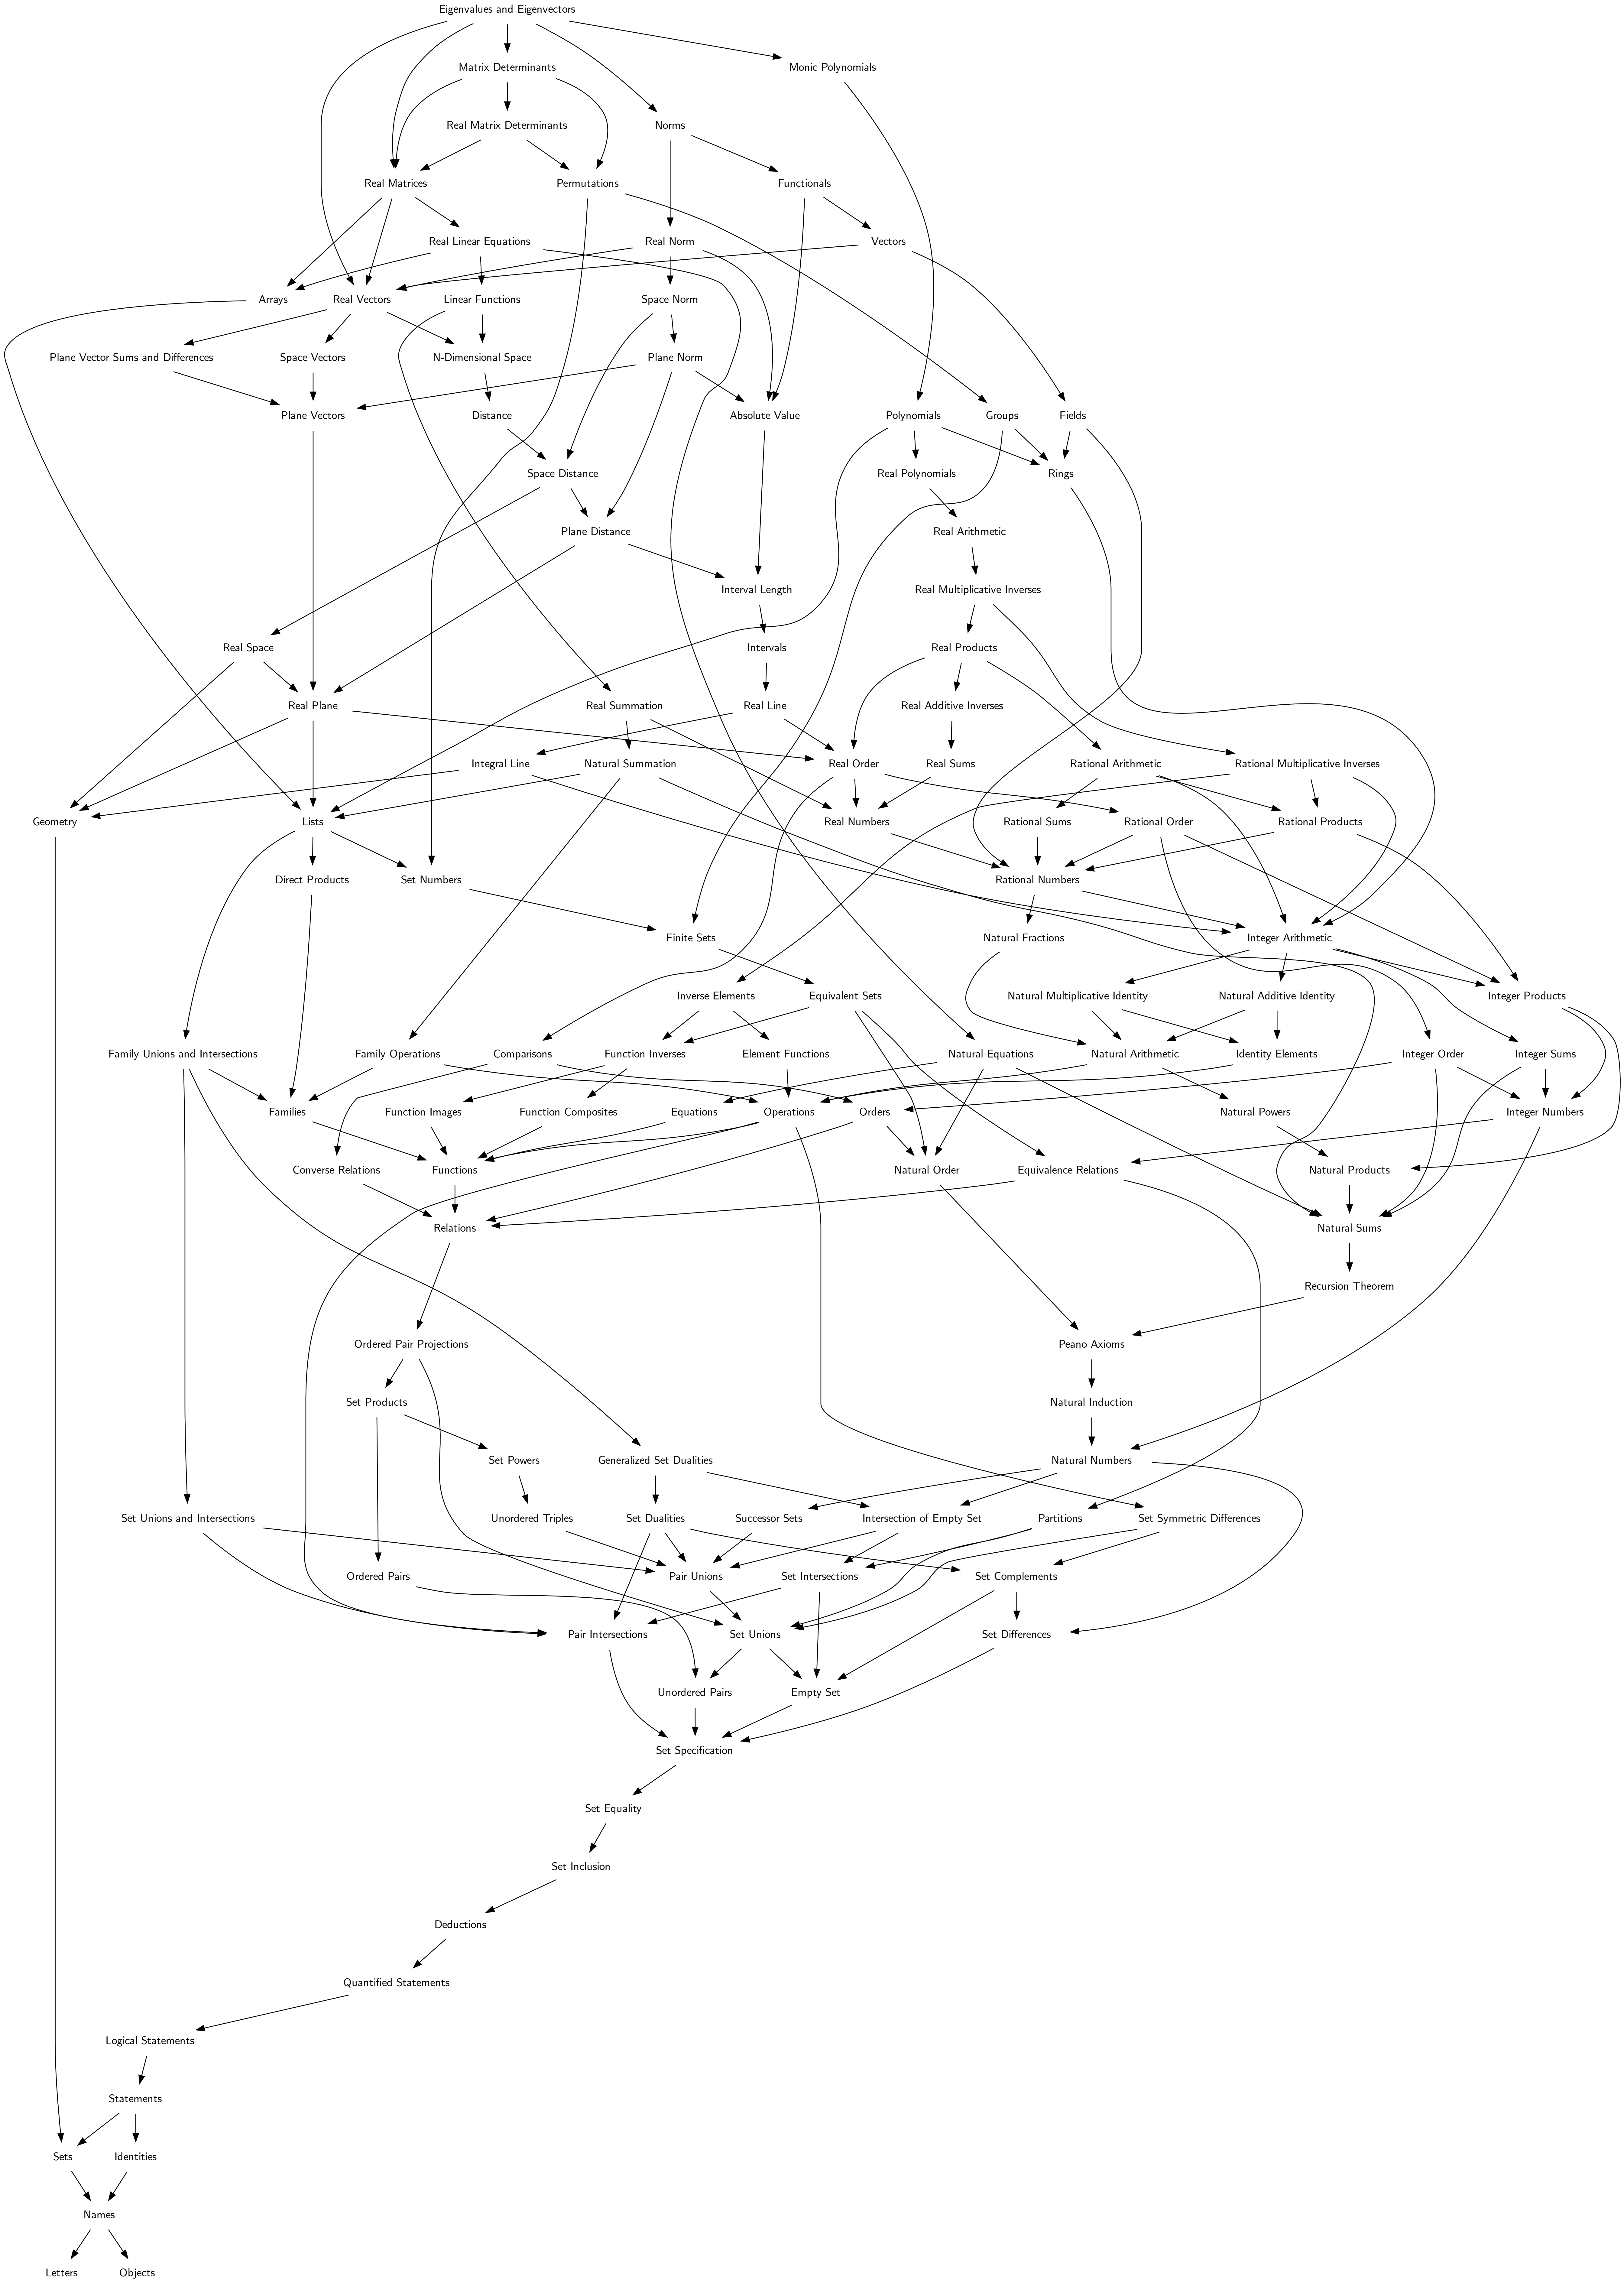 Eigenvalues and Eigenvectors
Matrix Determinants
Monic Polynomials
Real Matrix Determinants
Norms
Real Matrices
Permutations
Functionals
Real Linear Equations
Real Norm
Vectors
Arrays
Real Vectors
Linear Functions
Space Norm
Plane Vector Sums and Differences
Space Vectors
N-Dimensional Space
Plane Norm
Plane Vectors
Distance
Absolute Value
Polynomials
Groups
Fields
Space Distance
Real Polynomials
Rings
Plane Distance
Real Arithmetic
Interval Length
Real Multiplicative Inverses
Real Space
Intervals
Real Products
Real Plane
Real Summation
Real Line
Real Additive Inverses
Integral Line
Natural Summation
Real Order
Real Sums
Rational Arithmetic
Rational Multiplicative Inverses
Geometry
Lists
Real Numbers
Rational Sums
Rational Order
Rational Products
Direct Products
Set Numbers
Rational Numbers
Finite Sets
Natural Fractions
Integer Arithmetic
Inverse Elements
Equivalent Sets
Natural Multiplicative Identity
Natural Additive Identity
Integer Products
Family Unions and Intersections
Family Operations
Comparisons
Function Inverses
Element Functions
Natural Equations
Natural Arithmetic
Identity Elements
Integer Order
Integer Sums
Families
Function Images
Function Composites
Equations
Operations
Orders
Natural Powers
Integer Numbers
Converse Relations
Functions
Natural Order
Equivalence Relations
Natural Products
Relations
Natural Sums
Recursion Theorem
Ordered Pair Projections
Peano Axioms
Set Products
Natural Induction
Set Powers
Generalized Set Dualities
Natural Numbers
Set Unions and Intersections
Unordered Triples
Set Dualities
Successor Sets
Intersection of Empty Set
Partitions
Set Symmetric Differences
Ordered Pairs
Pair Unions
Set Intersections
Set Complements
Pair Intersections
Set Unions
Set Differences
Unordered Pairs
Empty Set
Set Specification
Set Equality
Set Inclusion
Deductions
Quantified Statements
Logical Statements
Statements
Sets
Identities
Names
Letters
Objects